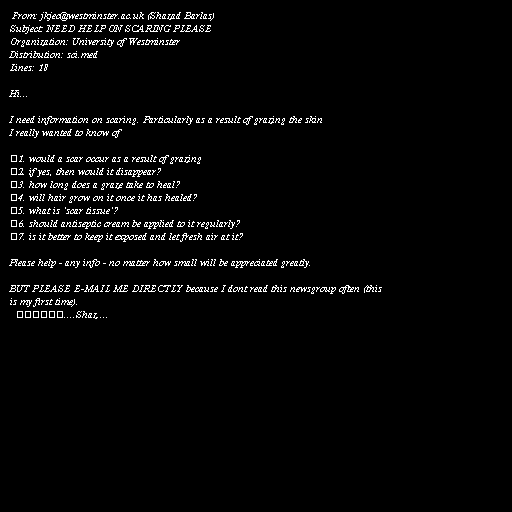 From: jkjec@westminster.ac.uk (Shazad Barlas)
Subject: NEED HELP ON SCARING PLEASE
Organization: University of Westminster
Distribution: sci.med
Lines: 18

Hi...

I need information on scaring. Particularly as a result of grazing the skin
I really wanted to know of

□1. would a scar occur as a result of grazing
□2. if yes, then would it disappear?
□3. how long does a graze take to heal?
□4. will hair grow on it once it has healed?
□5. what is 'scar tissue'?
□6. should antiseptic cream be applied to it regularly?
□7. is it better to keep it exposed and let fresh air at it?

Please help - any info - no matter how small will be appreciated greatly.

BUT PLEASE E-MAIL ME DIRECTLY because I dont read this newsgroup often (this
is my first time).
□□□□□□....Shaz....